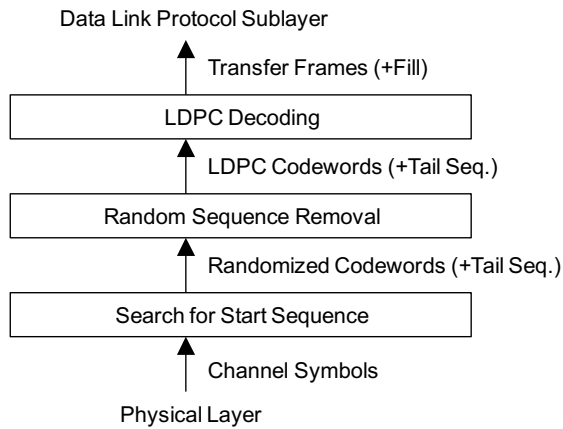 Data Link Protocol Sublayer
Transfer Frames (+Fill)
LDPC Decoding
LDPC Codewords (+Tail Seq.)
Random Sequence Removal
Randomized Codewords (+Tail Seq.)
Search for Start Sequence
Channel Symbols
Physical Layer